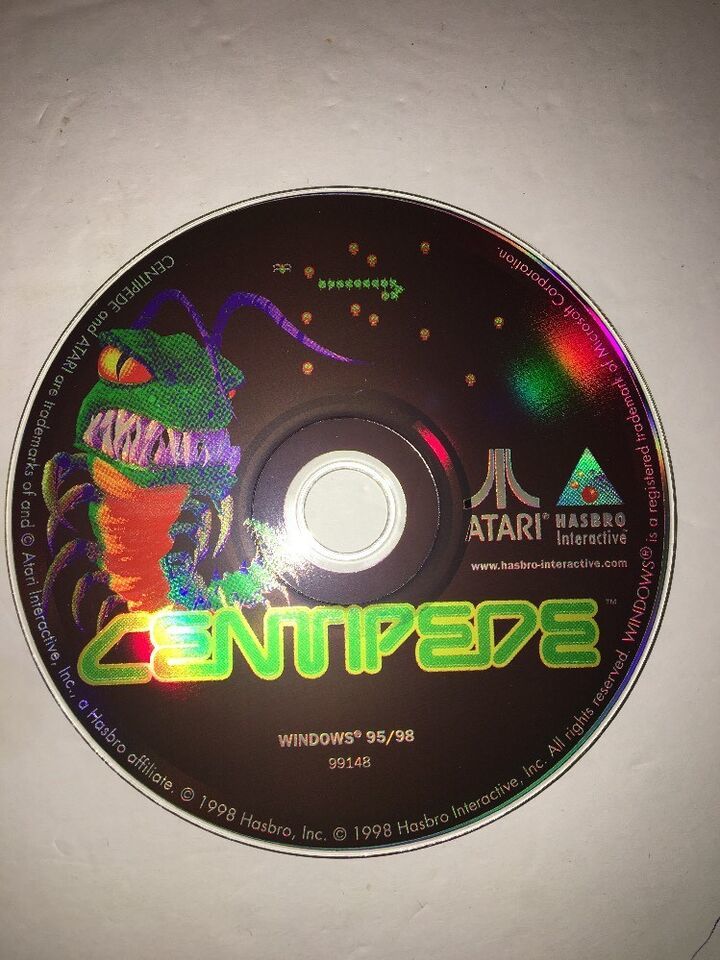 ATARI®
HASBRO
Interactive
www.hasbro-interactive.com
CENTIPEDE™
WINDOWS® 95/98
99148
CENTIPEDE and ATARI are trademarks of and © Atari Interactive, Inc., a Hasbro affiliate. © 1998 Hasbro, Inc. © 1998 Hasbro Interactive, Inc. All rights reserved. WINDOWS® is a registered trademark of Microsoft Corporation.